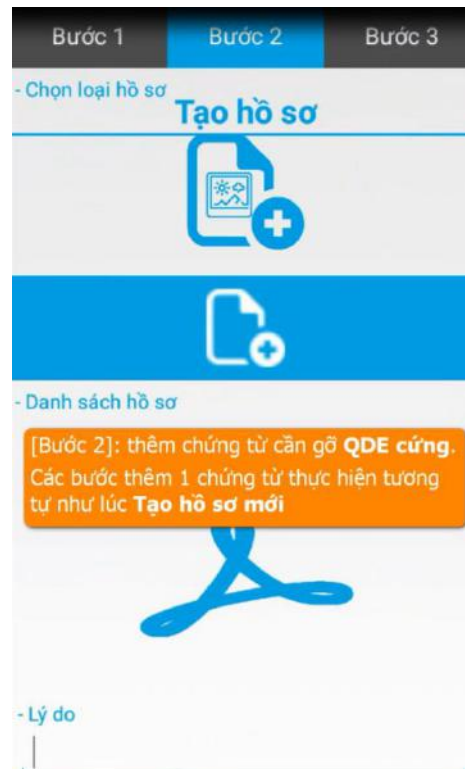 Bước 1 Bước 2 Bước 3
- Chọn loại hồ sơ
Tạo hồ sơ
- Danh sách hồ sơ
[Bước 2]: thêm chứng từ cần gỡ QDE cứng.
Các bước thêm 1 chứng từ thực hiện tương
tự như lúc Tạo hồ sơ mới
- Lý do